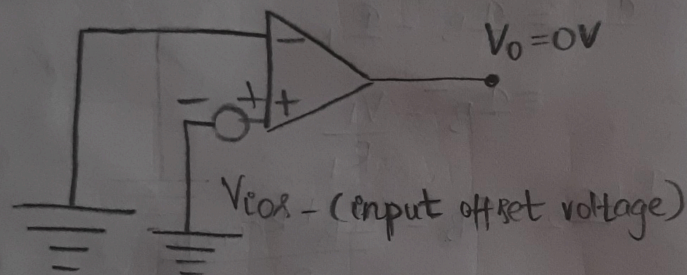 V₀ = 0V
−
− + +
Vios - (input offset voltage)